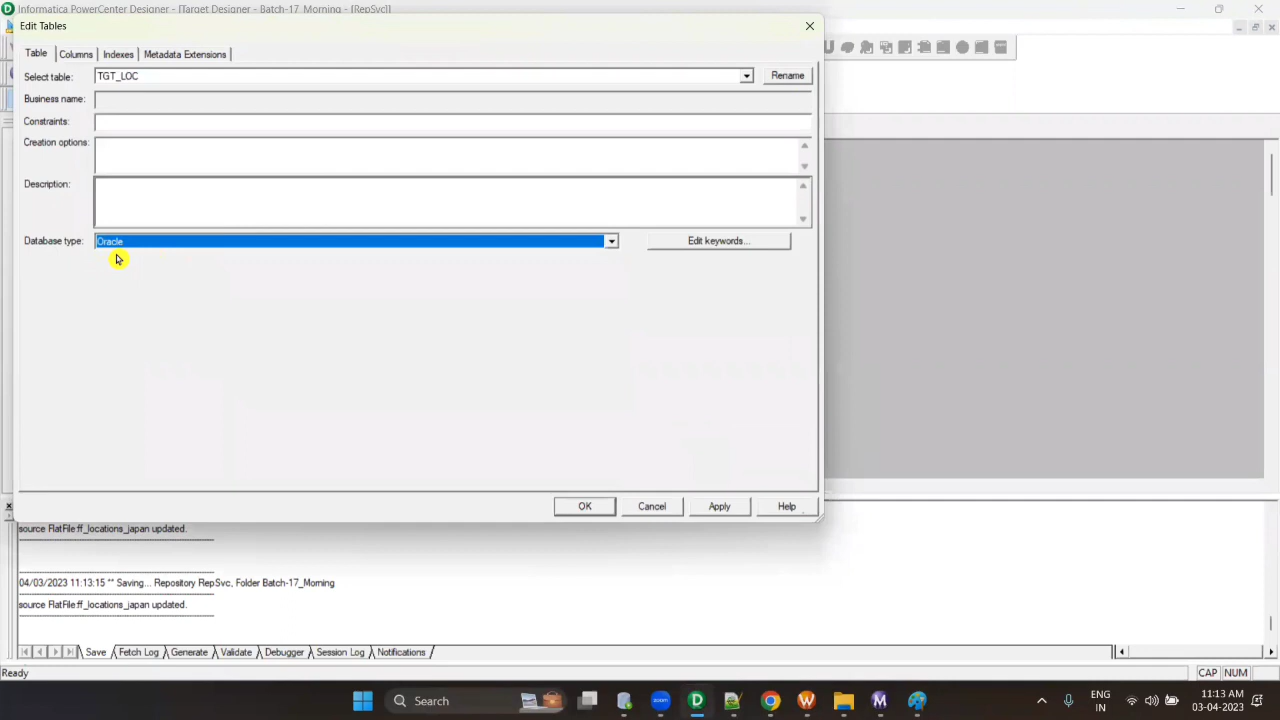 Informatica PowerCenter Designer - [Target Designer - Batch-17_Morning - [RepSvc]]
Edit Tables
Table
Columns
Indexes
Metadata Extensions
Select table:
TGT_LOC
Rename
Business name:
Constraints:
Creation options:
Description:
Database type:
Oracle
Edit keywords...
OK
Cancel
Apply
Help
source FlatFile:ff_locations_japan updated.
04/03/2023 11:13:15 ** Saving... Repository RepSvc, Folder Batch-17_Morning
source FlatFile:ff_locations_japan updated.
Save
Fetch Log
Generate
Validate
Debugger
Session Log
Notifications
Ready
CAP
NUM
Search
zoom
D
W
M
ENG
IN
11:13 AM
03-04-2023